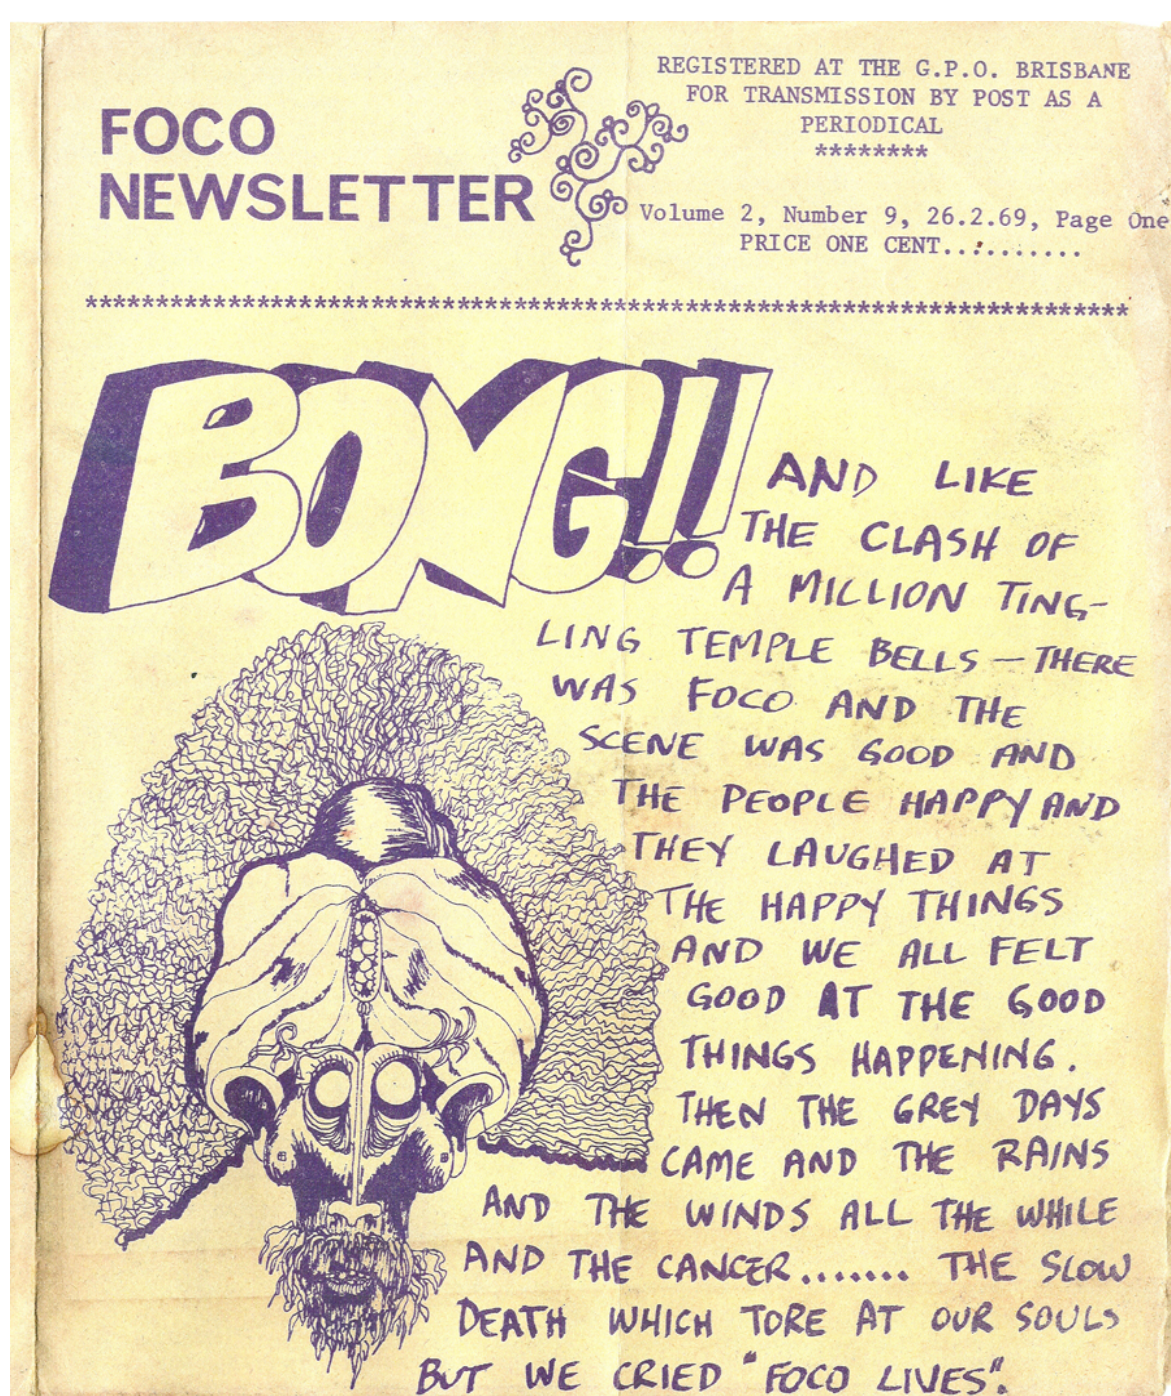 FOCO
NEWSLETTER
REGISTERED AT THE G.P.O. BRISBANE
FOR TRANSMISSION BY POST AS A
PERIODICAL
********
Volume 2, Number 9, 26.2.69, Page One
PRICE ONE CENT...........
*************************************************************************
BONG!!
AND LIKE
THE CLASH OF
A MILLION TING-
LING TEMPLE BELLS — THERE
WAS FOCO AND THE
SCENE WAS GOOD AND
THE PEOPLE HAPPY AND
THEY LAUGHED AT
THE HAPPY THINGS
AND WE ALL FELT
GOOD AT THE GOOD
THINGS HAPPENING.
THEN THE GREY DAYS
CAME AND THE RAINS
AND THE WINDS ALL THE WHILE
AND THE CANCER....... THE SLOW
DEATH WHICH TORE AT OUR SOULS
BUT WE CRIED "FOCO LIVES".